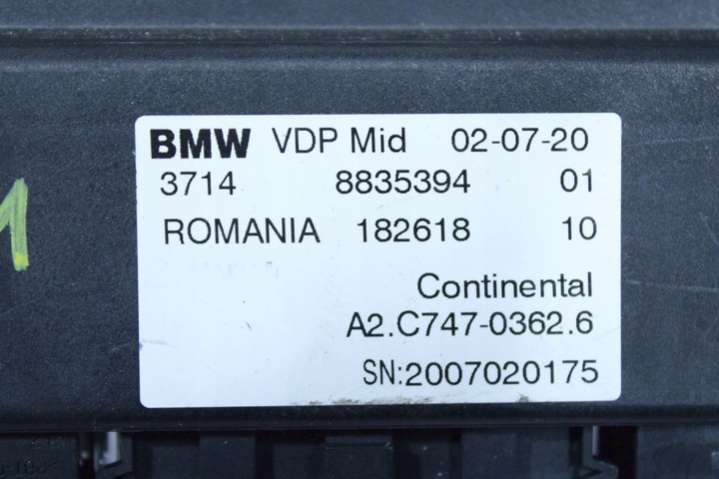 BMW VDP Mid 02-07-20
3714 8835394 01
ROMANIA 182618 10
Continental
A2.C747-0362.6
SN:2007020175